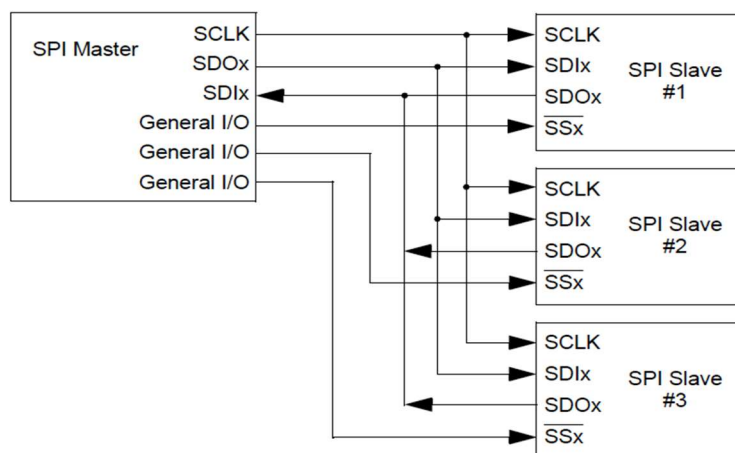 SPI Master
SCLK
SDOx
SDIx
General I/O
General I/O
General I/O
SCLK
SDIx
SDOx
SSx
SPI Slave
#1
SCLK
SDIx
SDOx
SSx
SPI Slave
#2
SCLK
SDIx
SDOx
SSx
SPI Slave
#3